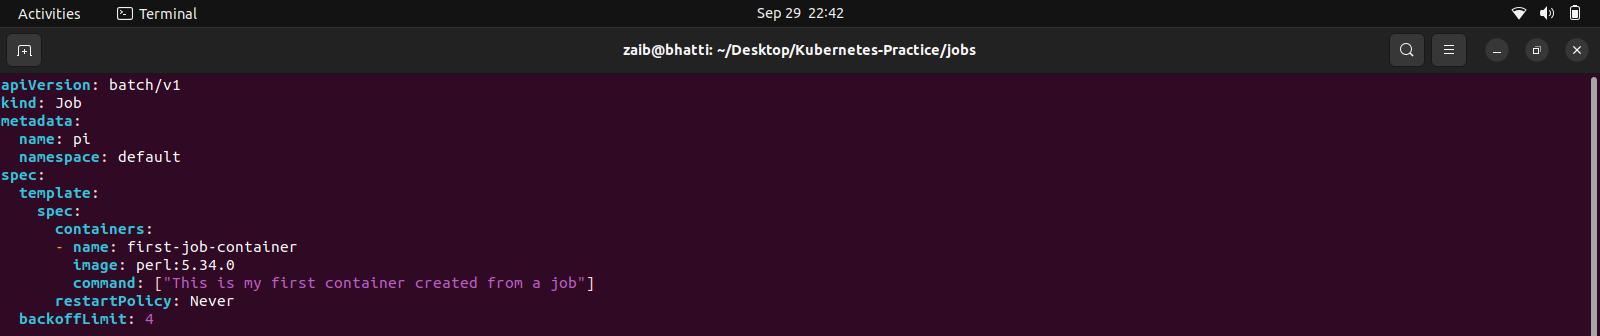 Activities Terminal Sep 29 22:42
zaib@bhatti: ~/Desktop/Kubernetes-Practice/jobs
apiVersion: batch/v1
kind: Job
metadata:
  name: pi
  namespace: default
spec:
  template:
    spec:
      containers:
      - name: first-job-container
        image: perl:5.34.0
        command: ["This is my first container created from a job"]
      restartPolicy: Never
  backoffLimit: 4